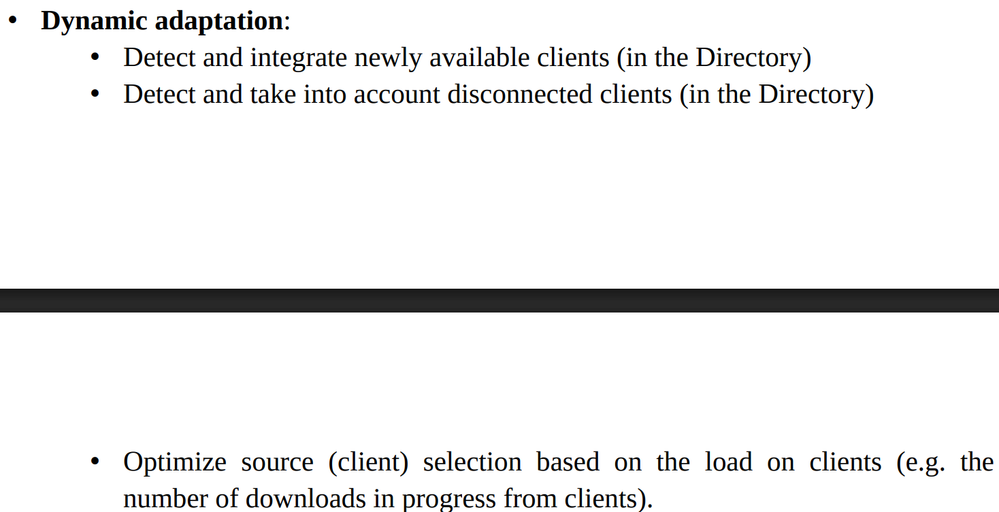 • Dynamic adaptation:
• Detect and integrate newly available clients (in the Directory)
• Detect and take into account disconnected clients (in the Directory)
• Optimize source (client) selection based on the load on clients (e.g. the
number of downloads in progress from clients).